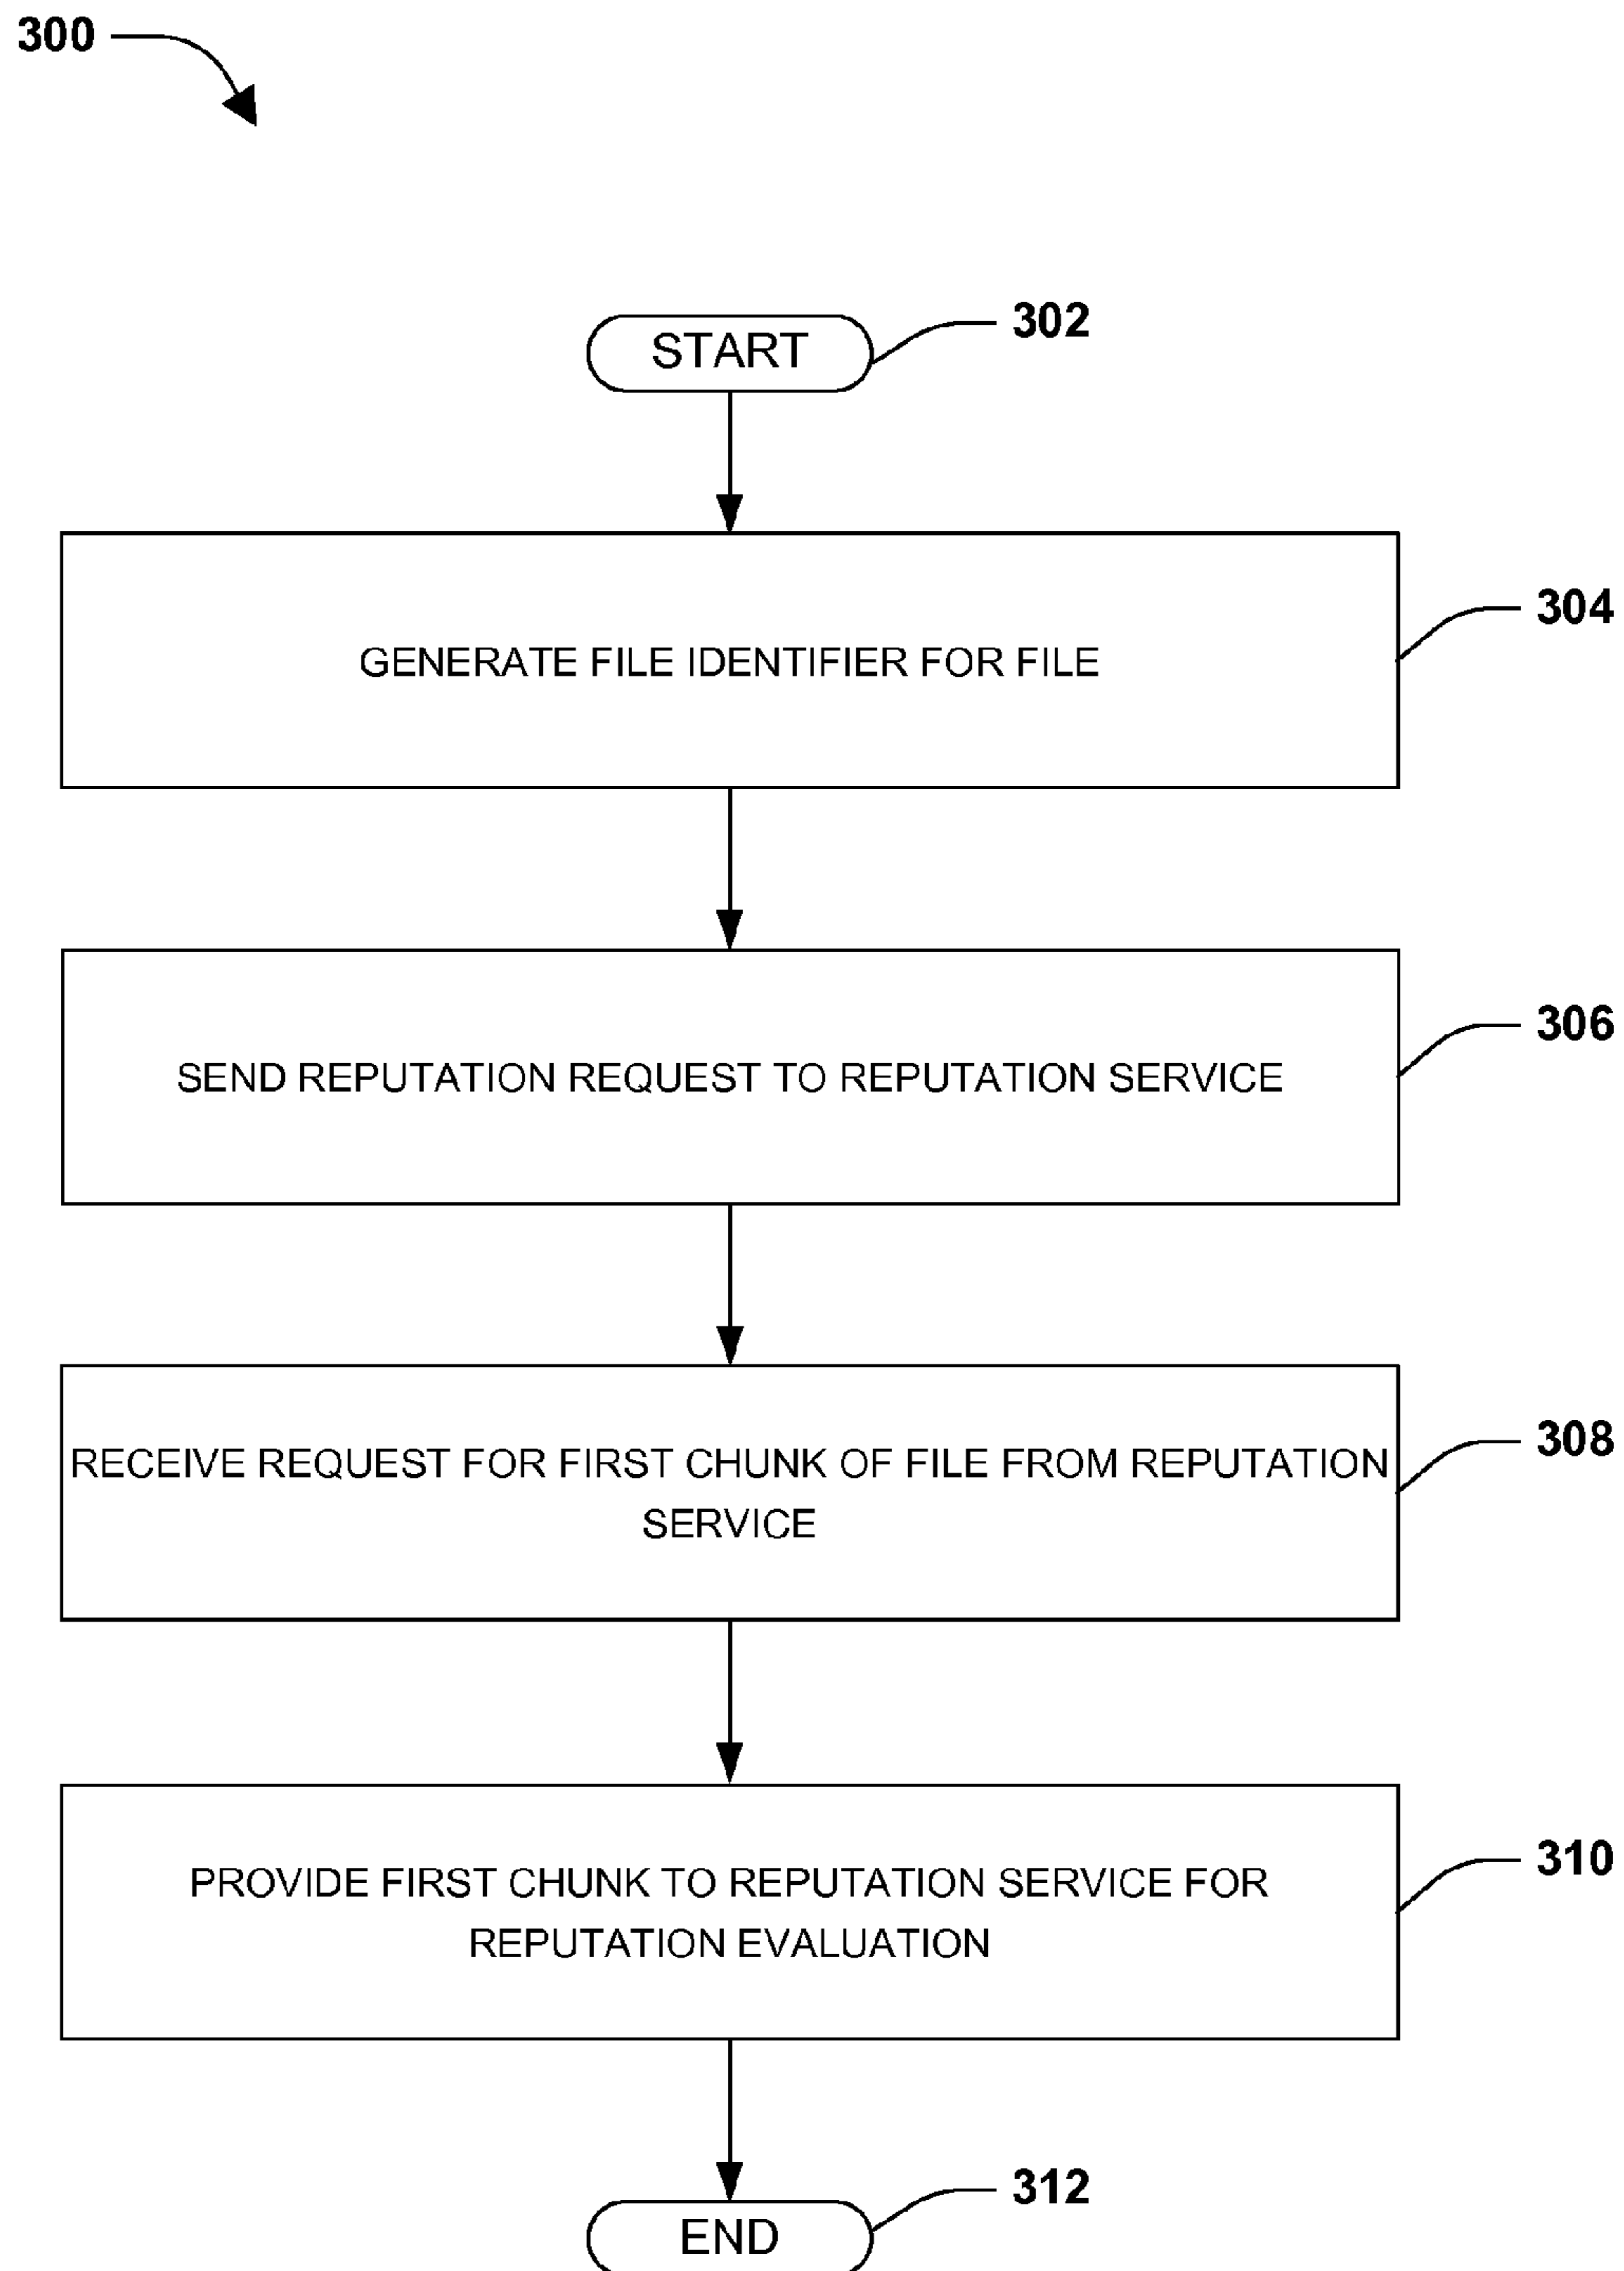 300
START
302
GENERATE FILE IDENTIFIER FOR FILE
304
SEND REPUTATION REQUEST TO REPUTATION SERVICE
306
RECEIVE REQUEST FOR FIRST CHUNK OF FILE FROM REPUTATION
SERVICE
308
PROVIDE FIRST CHUNK TO REPUTATION SERVICE FOR
REPUTATION EVALUATION
310
END
312